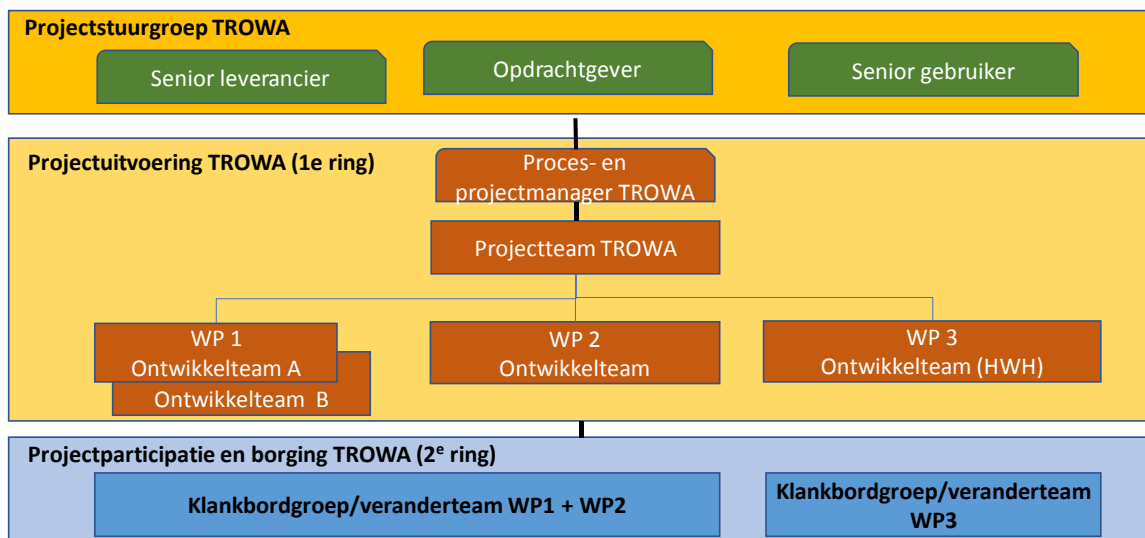 Projectstuurgroep TROWA
Senior leverancier
Opdrachtgever
Senior gebruiker
Projectuitvoering TROWA (1e ring)
Proces- en
projectmanager TROWA
Projectteam TROWA
WP 1
Ontwikkelteam A
Ontwikkelteam B
WP 2
Ontwikkelteam
WP 3
Ontwikkelteam (HWH)
Projectparticipatie en borging TROWA (2e ring)
Klankbordgroep/veranderteam WP1 + WP2
Klankbordgroep/veranderteam
WP3